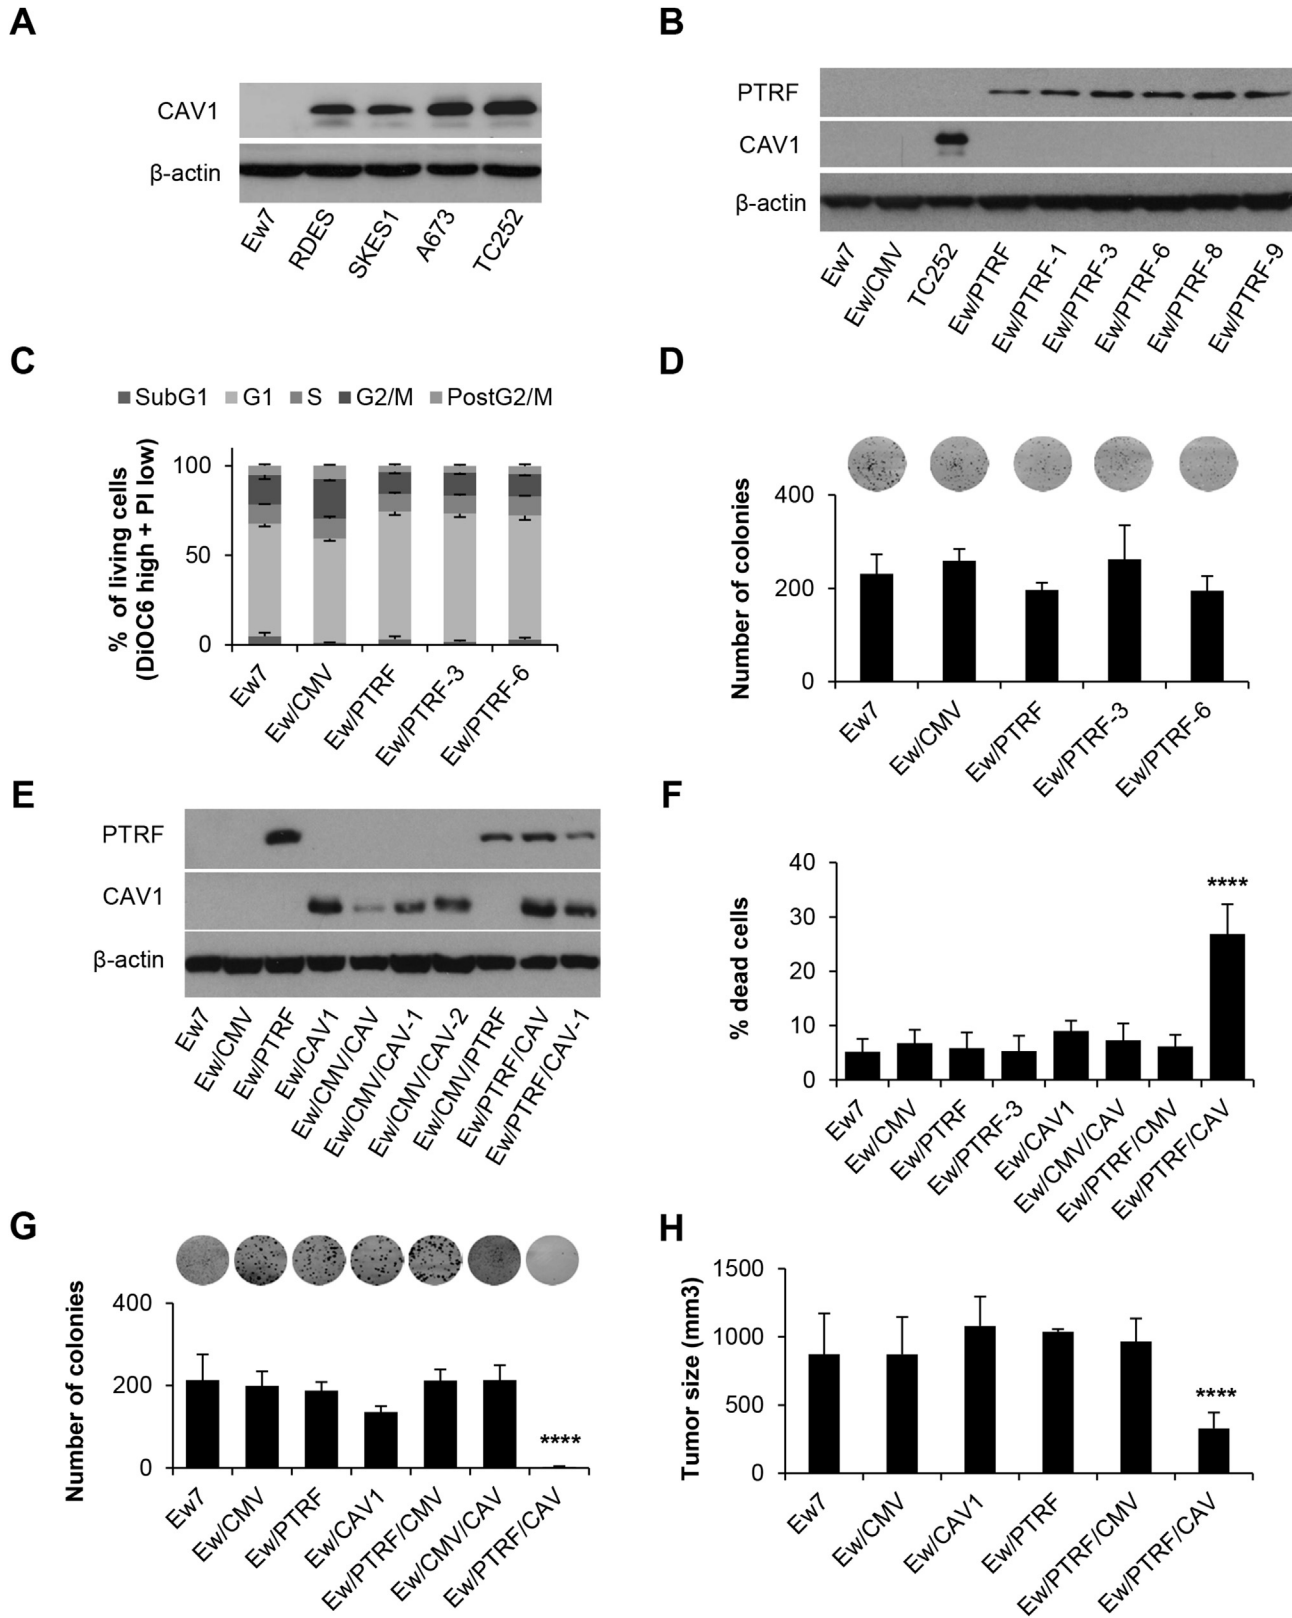 A
CAV1
β-actin
Ew7
RDES
SKES1
A673
TC252
B
PTRF
CAV1
β-actin
Ew7
Ew/CMV
TC252
Ew/PTRF
Ew/PTRF-1
Ew/PTRF-3
Ew/PTRF-6
Ew/PTRF-8
Ew/PTRF-9
C
SubG1 G1 S G2/M PostG2/M
% of living cells
(DiOC6 high + PI low)
100
50
0
Ew7
Ew/CMV
Ew/PTRF
Ew/PTRF-3
Ew/PTRF-6
D
Number of colonies
400
200
0
Ew7
Ew/CMV
Ew/PTRF
Ew/PTRF-3
Ew/PTRF-6
E
PTRF
CAV1
β-actin
Ew7
Ew/CMV
Ew/PTRF
Ew/CAV1
Ew/CMV/CAV
Ew/CMV/CAV-1
Ew/CMV/CAV-2
Ew/CMV/PTRF
Ew/PTRF/CAV
Ew/PTRF/CAV-1
F
% dead cells
40
30
20
10
0
****
Ew7
Ew/CMV
Ew/PTRF
Ew/PTRF-3
Ew/CAV1
Ew/CMV/CAV
Ew/PTRF/CMV
Ew/PTRF/CAV
G
Number of colonies
400
200
0
****
Ew7
Ew/CMV
Ew/PTRF
Ew/CAV1
Ew/PTRF/CMV
Ew/CMV/CAV
Ew/PTRF/CAV
H
Tumor size (mm3)
1500
1000
500
0
****
Ew7
Ew/CMV
Ew/CAV1
Ew/PTRF
Ew/PTRF/CMV
Ew/PTRF/CAV